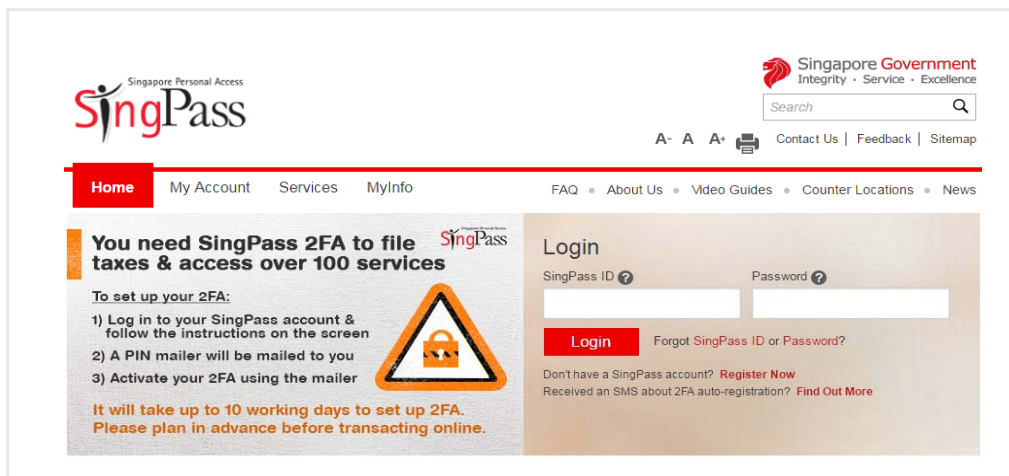 Singapore Personal Access
SingPass
Singapore Government
Integrity · Service · Excellence
Search
A- A A+ Contact Us | Feedback | Sitemap
Home My Account Services MyInfo
FAQ • About Us • Video Guides • Counter Locations • News
You need SingPass 2FA to file
taxes & access over 100 services
Singapore Personal Access
SingPass
To set up your 2FA:
1) Log in to your SingPass account &
follow the instructions on the screen
2) A PIN mailer will be mailed to you
3) Activate your 2FA using the mailer
It will take up to 10 working days to set up 2FA.
Please plan in advance before transacting online.
Login
SingPass ID ? Password ?
Login Forgot SingPass ID or Password?
Don't have a SingPass account? Register Now
Received an SMS about 2FA auto-registration? Find Out More